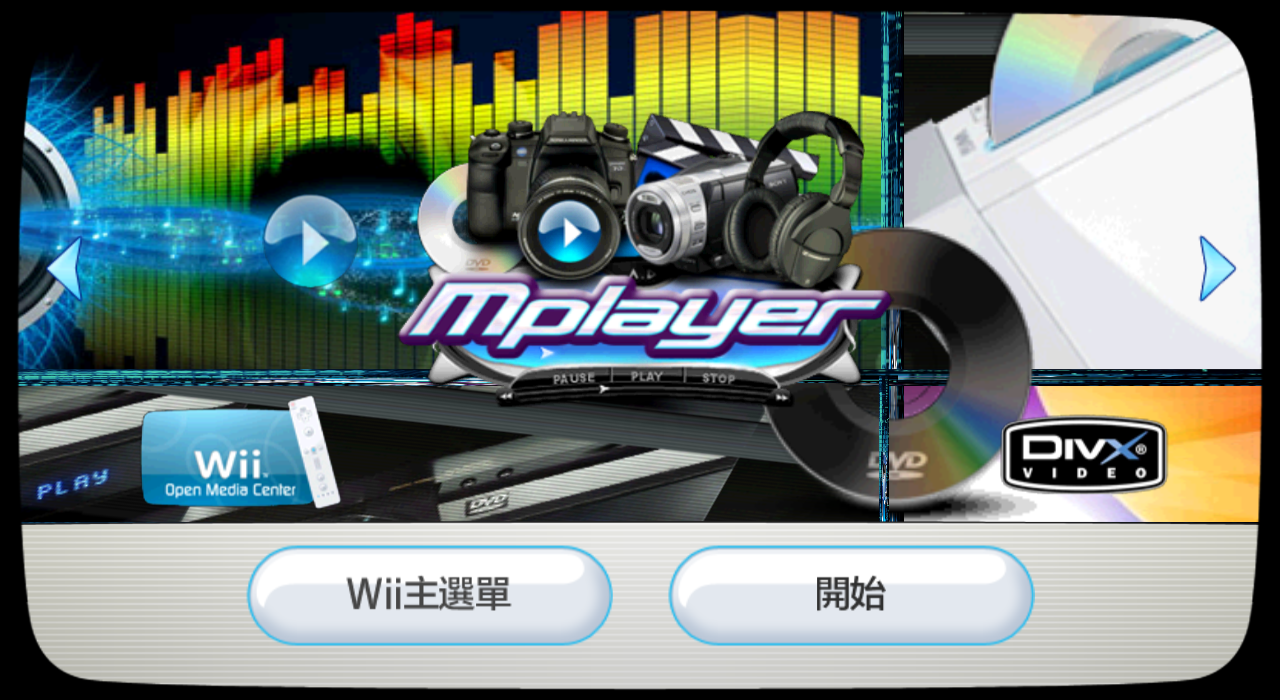 DVD
Mplayer
PAUSE PLAY STOP
PLAY
Wii
Open Media Center
DVD
DVD
DIVX®
VIDEO
Wii主選單
開始